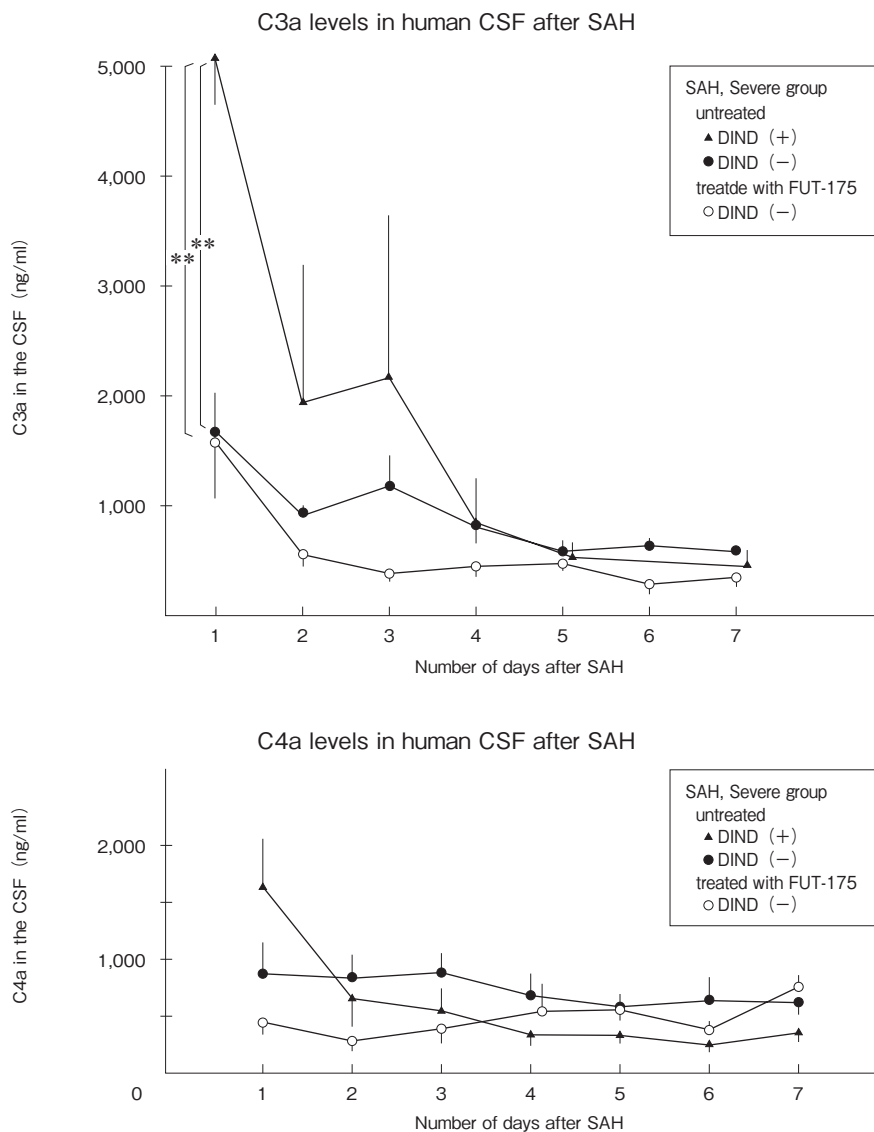 C3a levels in human CSF after SAH
5,000
4,000
3,000
2,000
1,000
C3a in the CSF (ng/ml)
**
**
SAH, Severe group
untreated
▲ DIND (+)
● DIND (−)
treatde with FUT-175
○ DIND (−)
1 2 3 4 5 6 7
Number of days after SAH
C4a levels in human CSF after SAH
2,000
1,000
0
C4a in the CSF (ng/ml)
SAH, Severe group
untreated
▲ DIND (+)
● DIND (−)
treated with FUT-175
○ DIND (−)
1 2 3 4 5 6 7
Number of days after SAH